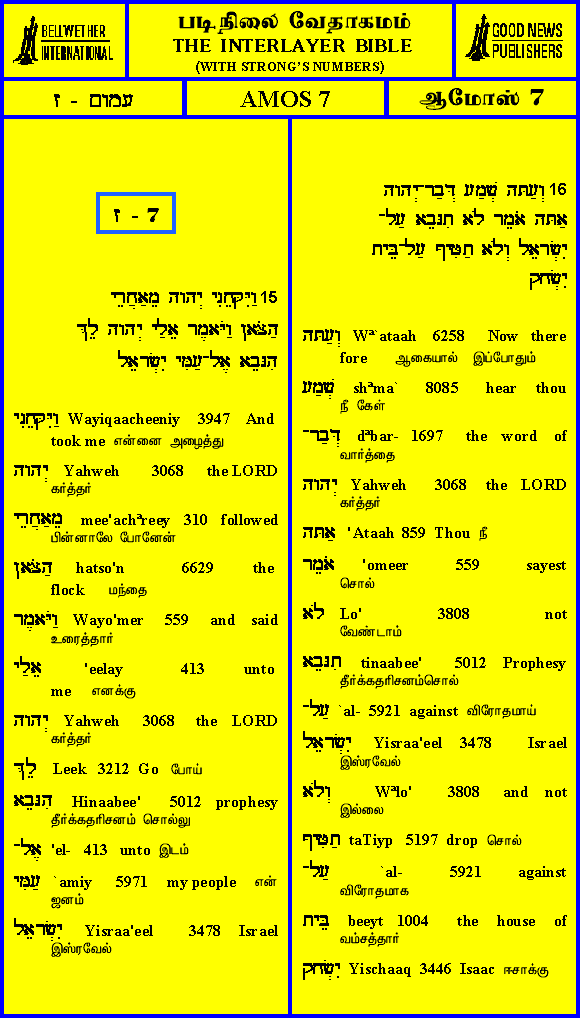 BELLWETHER
INTERNATIONAL
படிநிலை வேதாகமம்
THE INTERLAYER BIBLE
(WITH STRONG'S NUMBERS)
GOOD NEWS
PUBLISHERS
עמוס - ז
AMOS 7
ஆமோஸ் 7
ז - 7
15 וַיִּקָּחֵנִי יְהוָה מֵאַחֲרֵי
הַצֹּאן וַיֹּאמֶר אֵלַי יְהוָה לֵךְ
הִנָּבֵא אֶל־עַמִּי יִשְׂרָאֵל
וַיִּקָּחֵנִי Wayiqaacheeniy 3947 And
took me என்னை அழைத்து
יְהוָה Yahweh 3068 the LORD
கர்த்தர்
מֵאַחֲרֵי mee'achªreey 310 followed
பின்னாலே போனேன்
הַצֹּאן hatso'n 6629 the
flock மந்தை
וַיֹּאמֶר Wayo'mer 559 and said
உரைத்தார்
אֵלַי 'eelay 413 unto
me எனக்கு
יְהוָה Yahweh 3068 the LORD
கர்த்தர்
לֵךְ Leek 3212 Go போய்
הִנָּבֵא Hinaabee' 5012 prophesy
தீர்க்கதரிசனம் சொல்லு
אֶל־ 'el- 413 unto இடம்
עַמִּי `amiy 5971 my people என்
ஜனம்
יִשְׂרָאֵל Yisraa'eel 3478 Israel
இஸ்ரவேல்
16 וְעַתָּה שְׁמַע דְּבַר־יְהוָה
אַתָּה אֹמֵר לֹא תִנָּבֵא עַל־
יִשְׂרָאֵל וְלֹא תַטִּיף עַל־בֵּית
יִשְׂחָק
וְעַתָּה Wª`ataah 6258 Now there
fore ஆகையால் இப்போதும்
שְׁמַע shªma` 8085 hear thou
நீ கேள்
דְּבַר־ dªbar- 1697 the word of
வார்த்தை
יְהוָה Yahweh 3068 the LORD
கர்த்தர்
אַתָּה 'Ataah 859 Thou நீ
אֹמֵר 'omeer 559 sayest
சொல்
לֹא Lo' 3808 not
வேண்டாம்
תִנָּבֵא tinaabee' 5012 Prophesy
தீர்க்கதரிசனம்சொல்
עַל־ `al- 5921 against விரோதமாய்
יִשְׂרָאֵל Yisraa'eel 3478 Israel
இஸ்ரவேல்
וְלֹא Wªlo' 3808 and not
இல்லை
תַטִּיף taTiyp 5197 drop சொல்
עַל־ `al- 5921 against
விரோதமாக
בֵּית beeyt 1004 the house of
வம்சத்தார்
יִשְׂחָק Yischaaq 3446 Isaac ஈசாக்கு